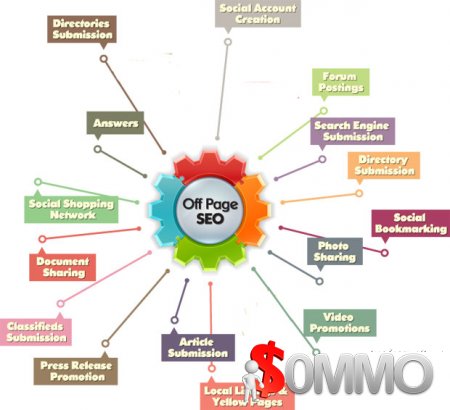 Social Account
Creation
Directories
Submission
Forum
Postings
Answers
Search Engine
Submission
Directory
Submission
Off Page
SEO
Social Shopping
Network
Social
Bookmarking
Photo
Sharing
Document
Sharing
Classifieds
Submission
Video
Promotions
Article
Submission
Press Release
Promotion
Local
Yellow Pages
$0MMO